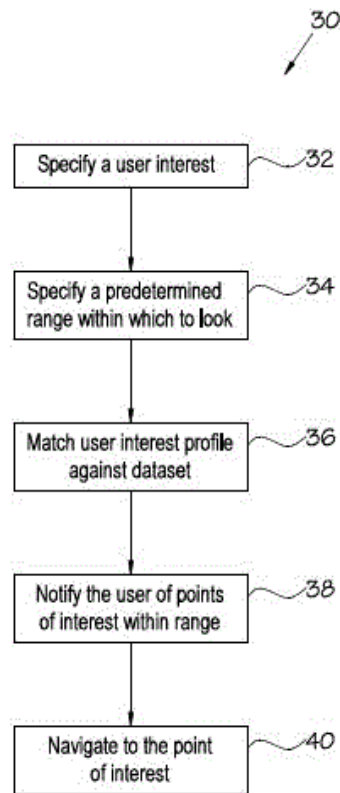 30
Specify a user interest
32
Specify a predetermined
range within which to look
34
Match user interest profile
against dataset
36
Notify the user of points
of interest within range
38
Navigate to the point
of interest
40